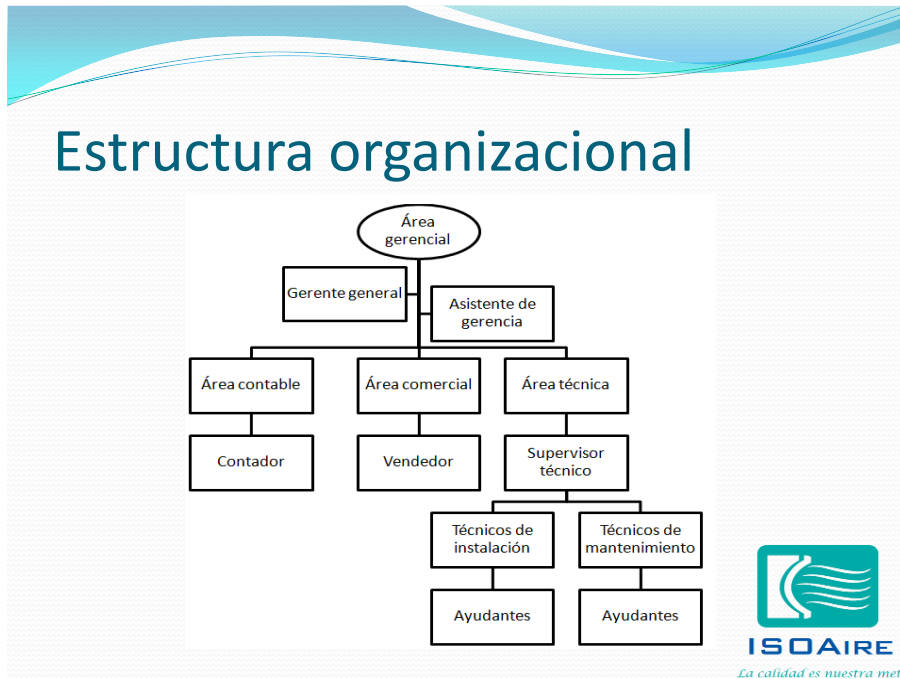 Estructura organizacional
Área
gerencial
Gerente general
Asistente de
gerencia
Área contable
Área comercial
Área técnica
Contador
Vendedor
Supervisor
técnico
Técnicos de
instalación
Técnicos de
mantenimiento
Ayudantes
Ayudantes
ISOAIRE
La calidad es nuestra met